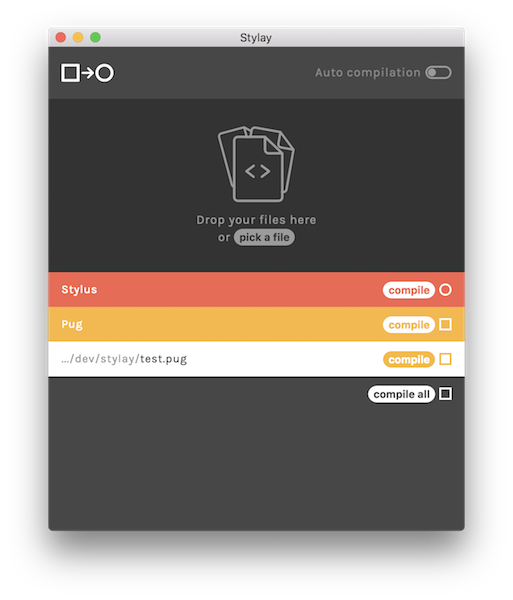 Stylay
Auto compilation
Drop your files here
or pick a file
Stylus compile
Pug compile
.../dev/stylay/test.pug compile
compile all